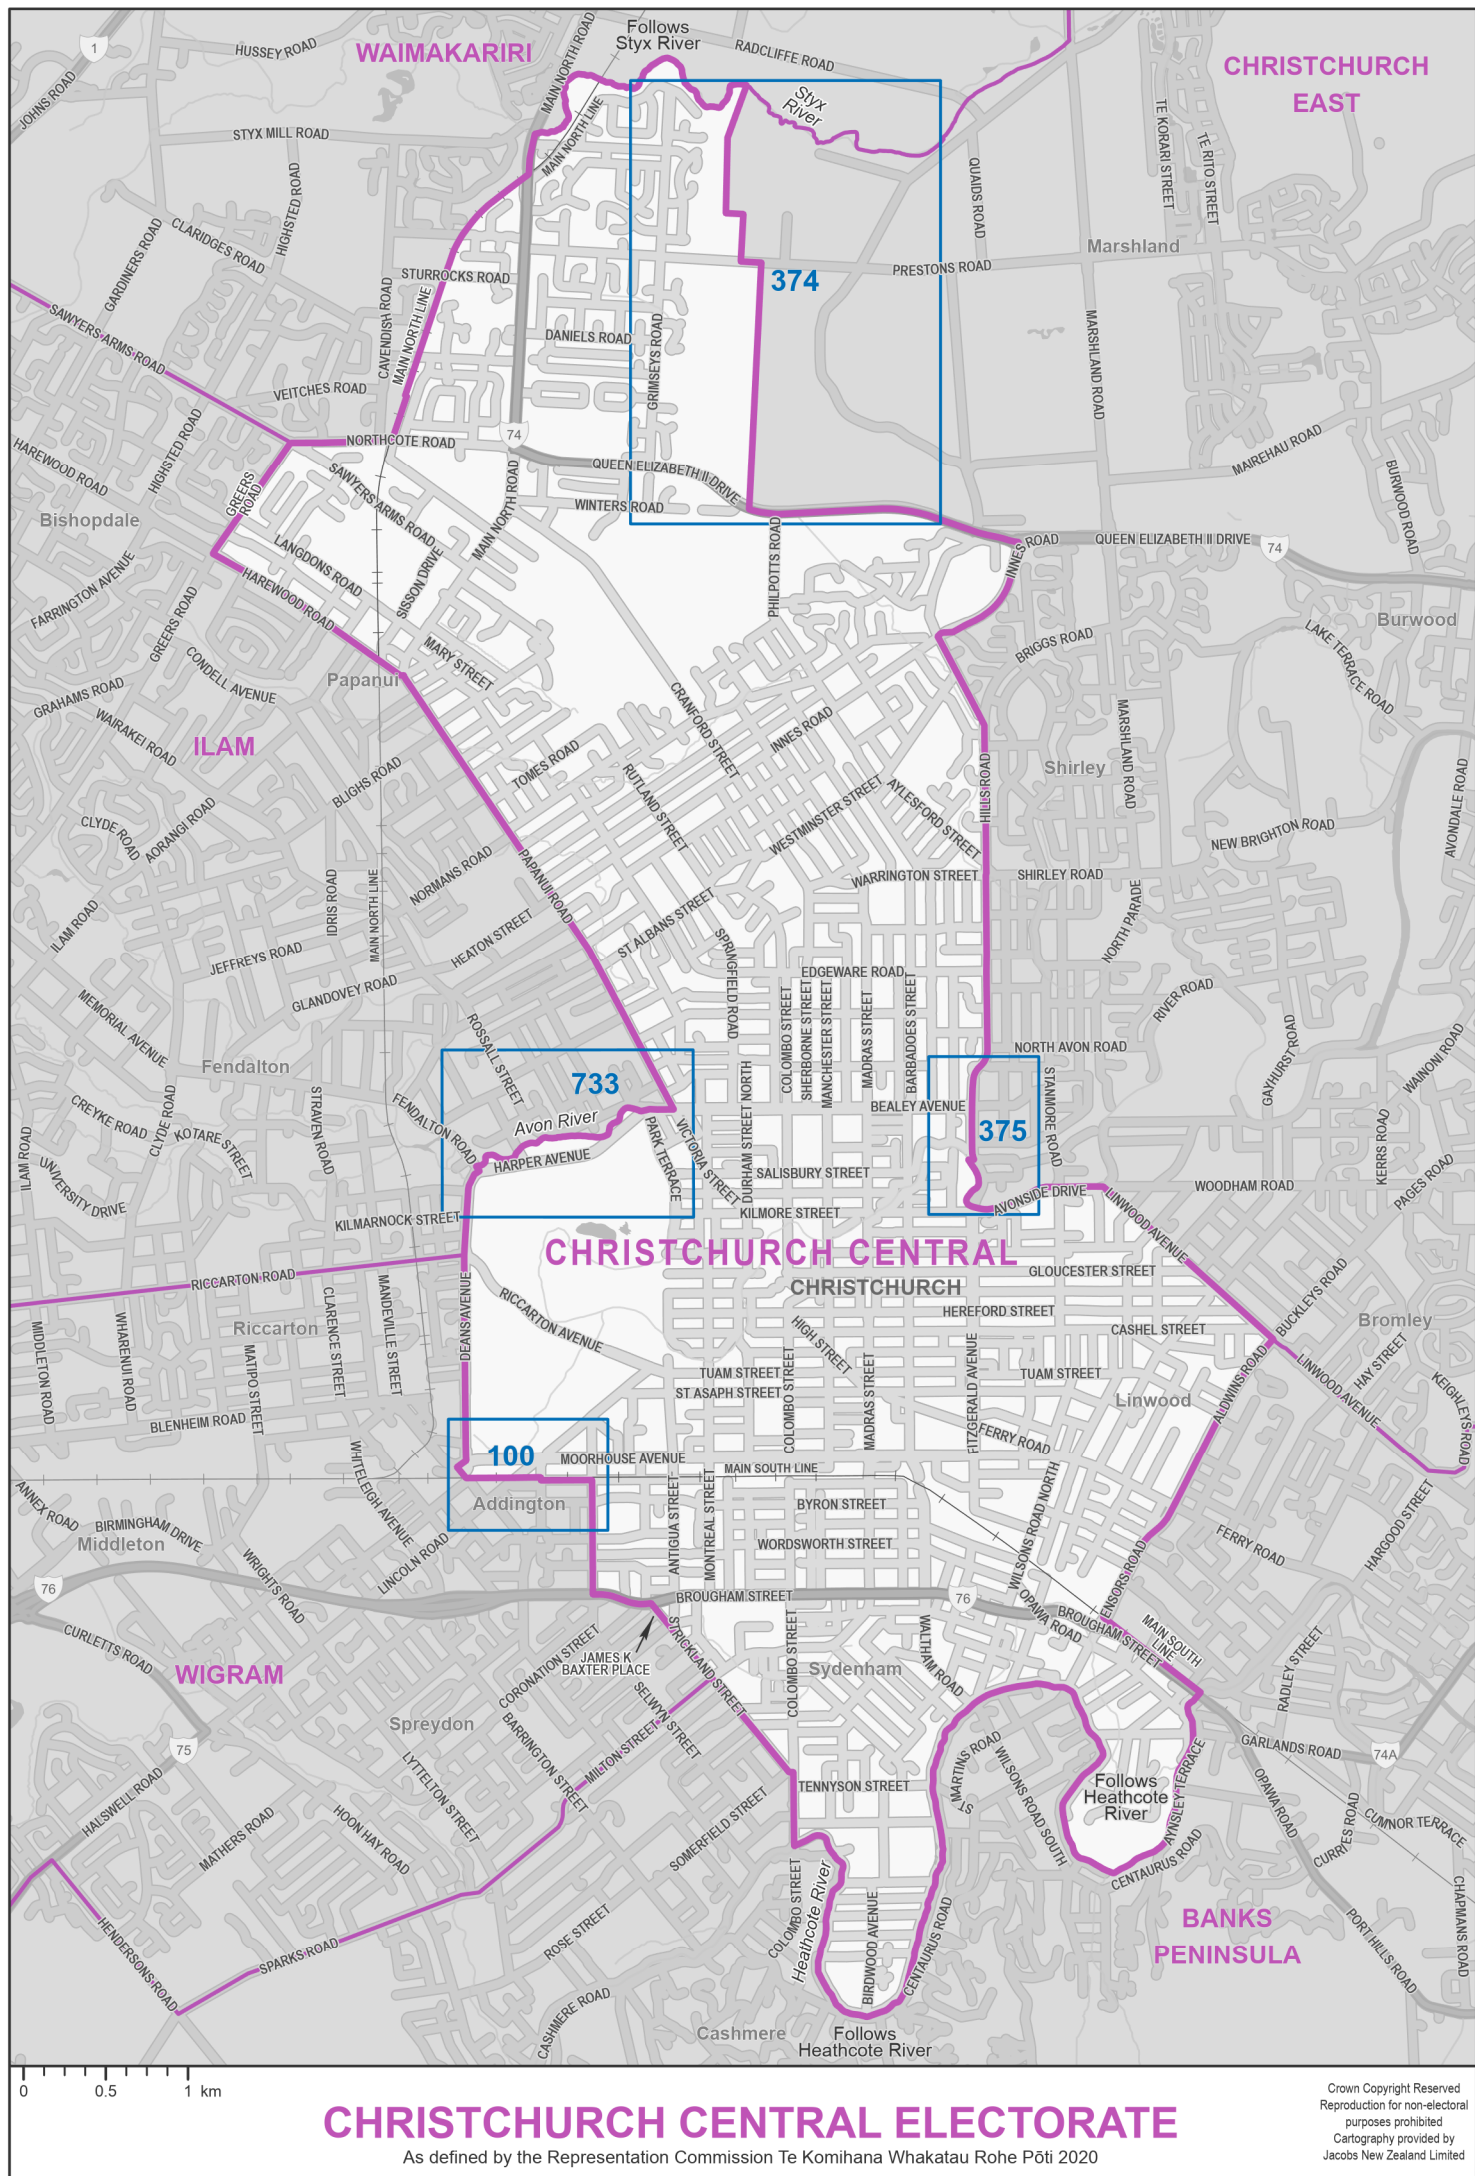 Follows
Styx River
WAIMAKARIRI
HUSSEY ROAD
1
JOHNS ROAD
MAIN NORTH ROAD
RADCLIFFE ROAD
CHRISTCHURCH
EAST
Styx
River
MAIN NORTH LINE
STYX MILL ROAD
TE KORARI STREET
TE RITO STREET
QUAIDS ROAD
HIGHSTED ROAD
CLARIDGES ROAD
GARDINERS ROAD
Marshland
STURROCKS ROAD
PRESTONS ROAD
374
CAVENDISH ROAD
MAIN NORTH LINE
SAWYERS ARMS ROAD
DANIELS ROAD
GRIMSEYS ROAD
MARSHLAND ROAD
VEITCHES ROAD
NORTHCOTE ROAD
74
HIGHSTED ROAD
HAREWOOD ROAD
MAIREHAU ROAD
BURWOOD ROAD
QUEEN ELIZABETH II DRIVE
GREERS
ROAD
SAWYERS ARMS ROAD
MAIN NORTH ROAD
WINTERS ROAD
Bishopdale
PHILPOTTS ROAD
INNES ROAD
QUEEN ELIZABETH II DRIVE
74
LANGDONS ROAD
SISSON DRIVE
FARRINGTON AVENUE
HAREWOOD ROAD
GREERS ROAD
Burwood
LAKE TERRACE ROAD
BRIGGS ROAD
MARY STREET
CONDELL AVENUE
Papanui
GRAHAMS ROAD
CRANFORD STREET
WAIRAKEI ROAD
ILAM
INNES ROAD
MARSHLAND ROAD
TOMES ROAD
RUTLAND STREET
Shirley
BLIGHS ROAD
AYLESFORD STREET
HILLS ROAD
WESTMINSTER STREET
AVONDALE ROAD
CLYDE ROAD
AORANGI ROAD
NEW BRIGHTON ROAD
PAPANUI ROAD
NORMANS ROAD
WARRINGTON STREET
SHIRLEY ROAD
IDRIS ROAD
MAIN NORTH LINE
ILAM ROAD
ST ALBANS STREET
NORTH PARADE
HEATON STREET
JEFFREYS ROAD
SPRINGFIELD ROAD
EDGEWARE ROAD
GLANDOVEY ROAD
COLOMBO STREET
SHERBORNE STREET
MANCHESTER STREET
MADRAS STREET
BARBADOES STREET
RIVER ROAD
MEMORIAL AVENUE
ROSSALL STREET
NORTH AVON ROAD
GAYHURST ROAD
WAINONI ROAD
Fendalton
733
DURHAM STREET NORTH
STANMORE ROAD
STRAVEN ROAD
FENDALTON ROAD
CREYKE ROAD
CLYDE ROAD
KOTARE STREET
Avon River
BEALEY AVENUE
375
PARK TERRACE
VICTORIA STREET
KERRS ROAD
ILAM ROAD
HARPER AVENUE
SALISBURY STREET
UNIVERSITY DRIVE
WOODHAM ROAD
PAGES ROAD
AVONSIDE DRIVE
LINWOOD AVENUE
KILMARNOCK STREET
KILMORE STREET
CHRISTCHURCH CENTRAL
RICCARTON ROAD
GLOUCESTER STREET
CHRISTCHURCH
DEANS AVENUE
RICCARTON AVENUE
HEREFORD STREET
BUCKLEYS ROAD
Riccarton
MIDDLETON ROAD
WHARENUI ROAD
MATIPO STREET
CLARENCE STREET
MANDEVILLE STREET
HIGH STREET
CASHEL STREET
Bromley
HAY STREET
TUAM STREET
COLOMBO STREET
MADRAS STREET
FITZGERALD AVENUE
TUAM STREET
LINWOOD AVENUE
KEIGHLEYS ROAD
ST ASAPH STREET
Linwood
ALDWINS ROAD
BLENHEIM ROAD
FERRY ROAD
100
MOORHOUSE AVENUE
MAIN SOUTH LINE
WHITELEIGH AVENUE
Addington
ANNEX ROAD
BIRMINGHAM DRIVE
Middleton
ANTIGUA STREET
MONTREAL STREET
BYRON STREET
WORDSWORTH STREET
WILSONS ROAD NORTH
HARGOOD STREET
FERRY ROAD
LINCOLN ROAD
WRIGHTS ROAD
ENSORS ROAD
76
BROUGHAM STREET
76
OPAWA ROAD
BROUGHAM STREET
MAIN SOUTH
LINE
CURLETTS ROAD
JAMES K
BAXTER PLACE
STRICKLAND STREET
COLOMBO STREET
WALTHAM ROAD
RADLEY STREET
WIGRAM
CORONATION STREET
SELWYN STREET
Sydenham
Spreydon
BARRINGTON STREET
75
MILTON STREET
GARLANDS ROAD
74A
ST MARTINS ROAD
WILSONS ROAD SOUTH
LYTTELTON STREET
HALSWELL ROAD
TENNYSON STREET
Follows
Heathcote
River
AYNSLEY TERRACE
OPAWA ROAD
MATHERS ROAD
HOON HAY ROAD
SOMERFIELD STREET
CURRIES ROAD
CUMNOR TERRACE
CENTAURUS ROAD
COLOMBO STREET
Heathcote River
BIRDWOOD AVENUE
CENTAURUS ROAD
BANKS
PENINSULA
CHAPMANS ROAD
HENDERSONS ROAD
SPARKS ROAD
ROSE STREET
PORT HILLS ROAD
CASHMERE ROAD
Cashmere
Follows
Heathcote River
0 0.5 1 km
CHRISTCHURCH CENTRAL ELECTORATE
As defined by the Representation Commission Te Komihana Whakatau Rohe Pōti 2020
Crown Copyright Reserved
Reproduction for non-electoral
purposes prohibited
Cartography provided by
Jacobs New Zealand Limited